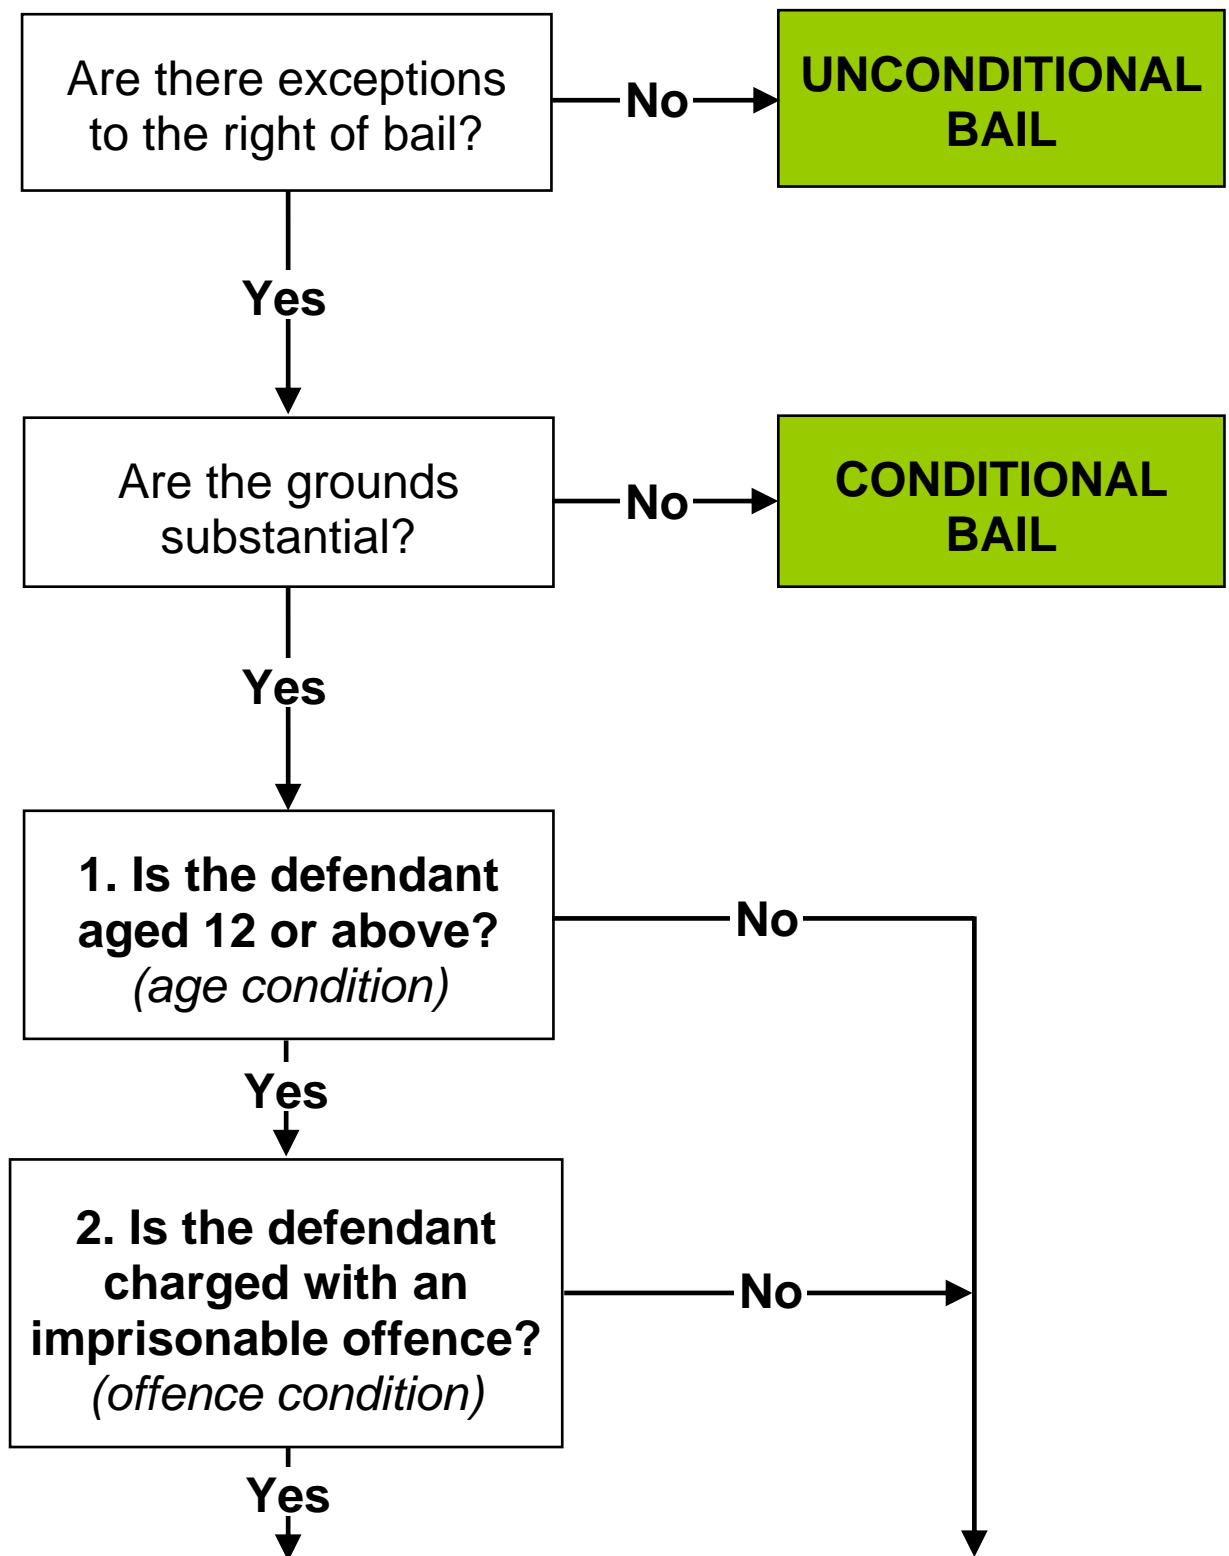 Are there exceptions
to the right of bail?
No
UNCONDITIONAL
BAIL
Yes
Are the grounds
substantial?
No
CONDITIONAL
BAIL
Yes
1. Is the defendant
aged 12 or above?
(age condition)
No
Yes
2. Is the defendant
charged with an
imprisonable offence?
(offence condition)
No
Yes